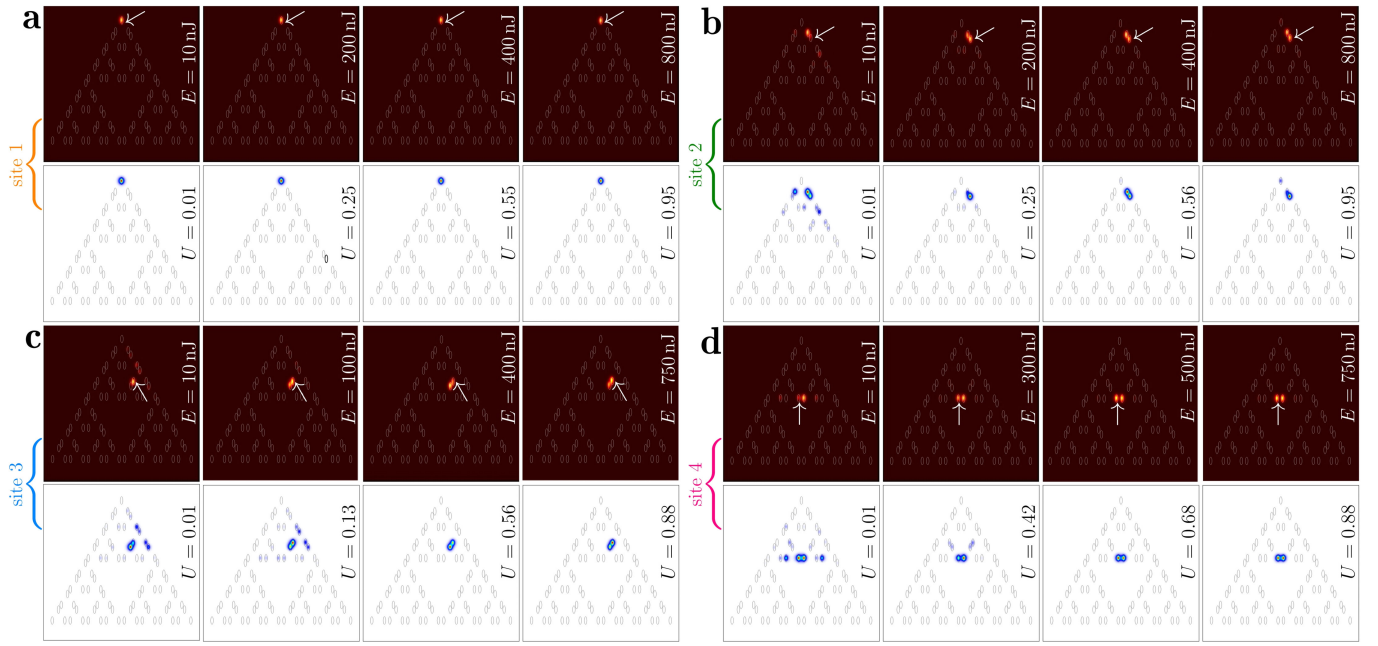 a
site 1
E = 10 nJ
E = 200 nJ
E = 400 nJ
E = 800 nJ
U = 0.01
U = 0.25
U = 0.55
U = 0.95
b
site 2
E = 10 nJ
E = 200 nJ
E = 400 nJ
E = 800 nJ
U = 0.01
U = 0.25
U = 0.56
U = 0.95
c
site 3
E = 10 nJ
E = 100 nJ
E = 400 nJ
E = 750 nJ
U = 0.01
U = 0.13
U = 0.56
U = 0.88
d
site 4
E = 10 nJ
E = 300 nJ
E = 500 nJ
E = 750 nJ
U = 0.01
U = 0.42
U = 0.68
U = 0.88